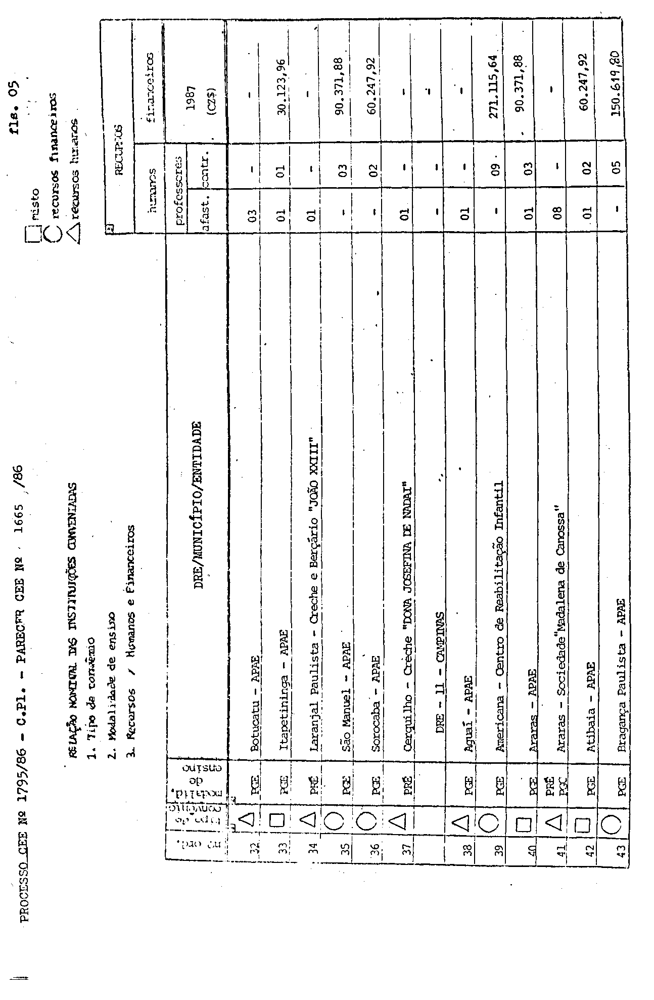 fls. 05
PROCESSO CEE Nº 1795/86 - C.Pl. - PARECER CEE Nº 1665 /86
□ misto
○ recursos financeiros
△ recursos humanos
RELAÇÃO NOMINAL DAS INSTITUIÇÕES CONVENIADAS
1. Tipo de convênio
2. Modalidade de ensino
3. Recursos / Humanos e Financeiros
RECURSOS
humanos financeiros
nº ord. tipo de convênio modalid. de ensino DRE/MUNICÍPIO/ENTIDADE professores afast. contr. 1987 (CZ$)
32 △ PGE Botucatu - APAE 03 - -
33 □ PGE Itapetininga - APAE 01 01 30.123,96
34 △ PRÉ Laranjal Paulista - Creche e Berçário "JOÃO XXIII" 01 - -
35 ○ PGE São Manuel - APAE - 03 90.371,88
36 ○ PGE Sorocaba - APAE - 02 60.247,92
37 △ PRÉ Cerquilho - Creche "DONA JOSEFINA DE NADAI" 01 - -
DRE - 11 - CAMPINAS - - -
38 △ PGE Aguaí - APAE 01 - -
39 ○ PGE Americana - Centro de Reabilitação Infantil - 09 271.115,64
40 □ PGE Araras - APAE 01 03 90.371,88
41 △ PRÉ PGC Araras - Sociedade "Madalena de Canossa" 08 - -
42 □ PGE Atibaia - APAE 01 02 60.247,92
43 ○ PGE Bragança Paulista - APAE - 05 150.619,80